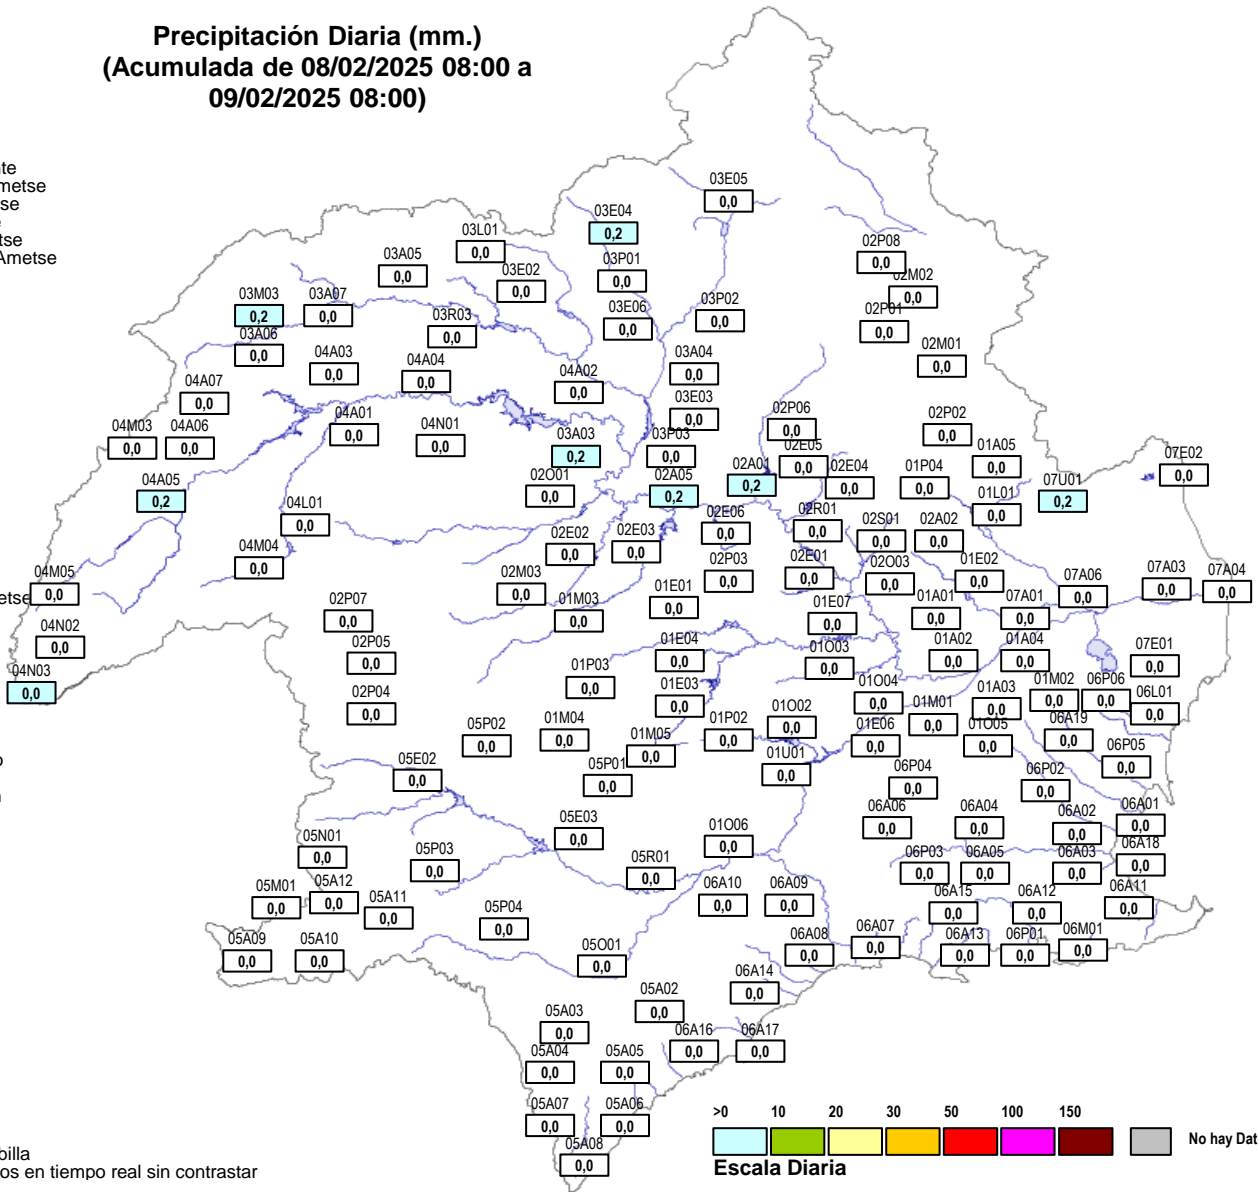 Precipitación Diaria (mm.)
(Acumulada de 08/02/2025 08:00 a
09/02/2025 08:00)
nte
metse
se
e
tse
Ametse
etse
o
n
billa
os en tiempo real sin contrastar
03E05
0,0
03E04
0,2
03L01
0,0
03A05
0,0
03E02
0,0
03P01
0,0
02P08
0,0
02M02
0,0
03M03
0,2
03A07
0,0
03R03
0,0
03E06
0,0
03P02
0,0
02P01
0,0
03A06
0,0
04A03
0,0
04A04
0,0
04A02
0,0
03A04
0,0
02M01
0,0
04A07
0,0
04A01
0,0
04N01
0,0
03E03
0,0
02P06
0,0
02P02
0,0
04M03
0,0
04A06
0,0
03A03
0,2
03P03
0,0
02E05
0,0
01A05
0,0
07E02
0,0
04A05
0,2
02O01
0,0
02A05
0,2
02A01
0,2
02E04
0,0
01P04
0,0
07U01
0,2
04L01
0,0
02E06
0,0
02R01
0,0
01L01
0,0
04M04
0,0
02E02
0,0
02E03
0,0
02S01
0,0
02A02
0,0
04M05
0,0
02M03
0,0
02P03
0,0
02E01
0,0
02O03
0,0
01E02
0,0
07A06
0,0
07A03
0,0
07A04
0,0
02P07
0,0
01M03
0,0
01E01
0,0
01E07
0,0
01A01
0,0
07A01
0,0
04N02
0,0
02P05
0,0
01E04
0,0
01O03
0,0
01A02
0,0
01A04
0,0
07E01
0,0
04N03
0,0
02P04
0,0
01P03
0,0
01E03
0,0
01O04
0,0
01M01
0,0
01A03
0,0
01M02
0,0
06P06
0,0
06L01
0,0
05P02
0,0
01M04
0,0
01M05
0,0
01P02
0,0
01O02
0,0
01E06
0,0
01O05
0,0
06A19
0,0
06P05
0,0
05E02
0,0
05P01
0,0
01U01
0,0
06P04
0,0
06P02
0,0
05E03
0,0
01O06
0,0
06A06
0,0
06A04
0,0
06A02
0,0
06A01
0,0
05N01
0,0
05P03
0,0
05R01
0,0
06P03
0,0
06A05
0,0
06A03
0,0
06A18
0,0
05M01
0,0
05A12
0,0
05A11
0,0
06A10
0,0
06A09
0,0
06A15
0,0
06A12
0,0
06A11
0,0
05P04
0,0
05A09
0,0
05A10
0,0
05O01
0,0
06A08
0,0
06A07
0,0
06A13
0,0
06P01
0,0
06M01
0,0
06A14
0,0
05A02
0,0
05A03
0,0
06A16
0,0
06A17
0,0
05A04
0,0
05A05
0,0
05A07
0,0
05A06
0,0
05A08
0,0
>0 10 20 30 50 100 150
No hay Dat
Escala Diaria